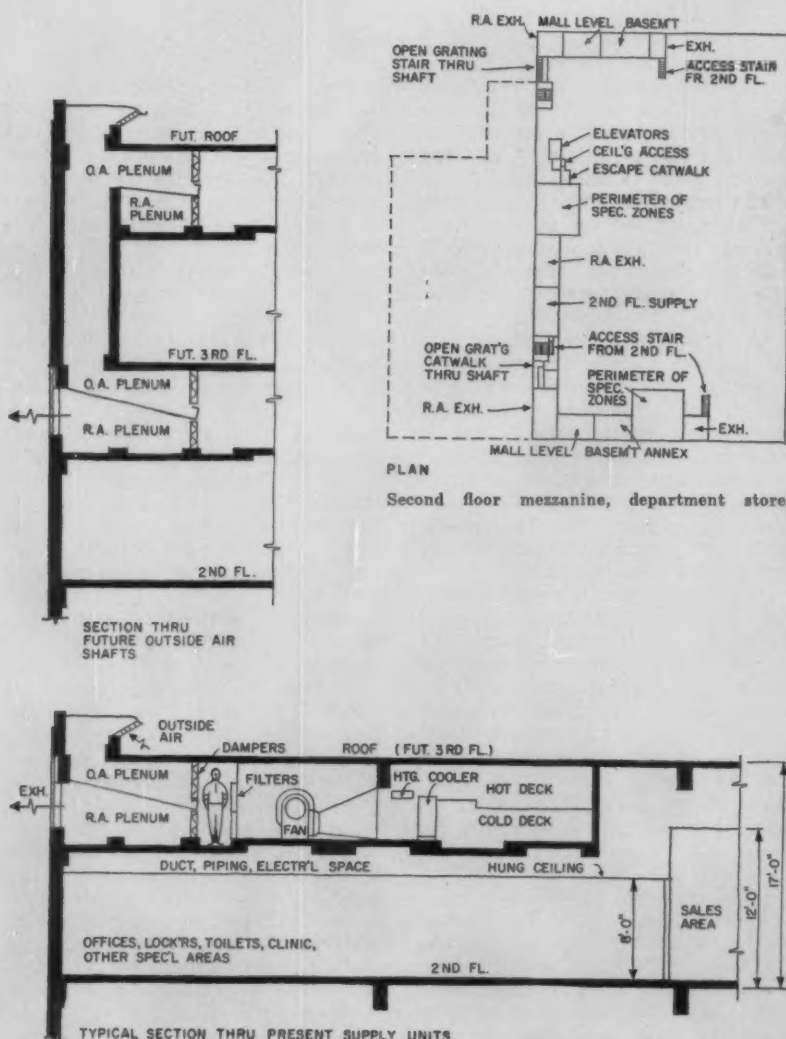 FUT. ROOF
O.A. PLENUM
R.A.
PLENUM
FUT. 3RD FL.
O.A. PLENUM
R.A. PLENUM
2ND FL.
SECTION THRU
FUTURE OUTSIDE AIR
SHAFTS
R.A. EXH.
MALL LEVEL
BASEM'T
EXH.
OPEN GRATING
STAIR THRU
SHAFT
ACCESS STAIR
FR 2ND FL.
ELEVATORS
CEIL'G ACCESS
ESCAPE CATWALK
PERIMETER OF
SPEC. ZONES
R.A. EXH.
2ND FL. SUPPLY
ACCESS STAIR
FROM 2ND FL.
OPEN GRAT'G
CATWALK
THRU SHAFT
PERIMETER OF
SPEC.
ZONES
R.A. EXH.
EXH.
MALL LEVEL
BASEM'T ANNEX
PLAN
Second floor mezzanine, department store
OUTSIDE
AIR
DAMPERS
ROOF (FUT. 3RD FL.)
O.A. PLENUM
FILTERS
HTG. COOLER
HOT DECK
EXH.
R.A. PLENUM
FAN
COLD DECK
DUCT, PIPING, ELECTR'L SPACE
HUNG CEILING
8'-0"
SALES
AREA
12'-0"
17'-0"
OFFICES, LOCK'RS, TOILETS, CLINIC,
OTHER SPEC'L AREAS
2ND FL.
TYPICAL SECTION THRU PRESENT SUPPLY UNITS